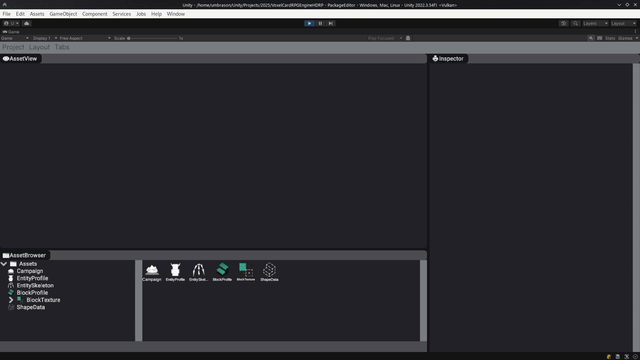 Unity - /home/umbrason/Unity/Projects/2025/VoxelCardRPGEngineHDRP - PackageEditor - Windows, Mac, Linux - Unity 2022.3.54f1 <Vulkan>
File Edit Assets GameObject Component Services Jobs Help Window
Layers Layout
Game
Game Display 1 Free Aspect Scale 1x Play Focused Stats Gizmos
Project Layout Tabs
AssetView
Inspector
AssetBrowser
Assets
Campaign
EntityProfile
EntitySkeleton
BlockProfile
BlockTexture
ShapeData
Campaign EntityProfile EntitySkel... BlockProfile BlockTexture ShapeData